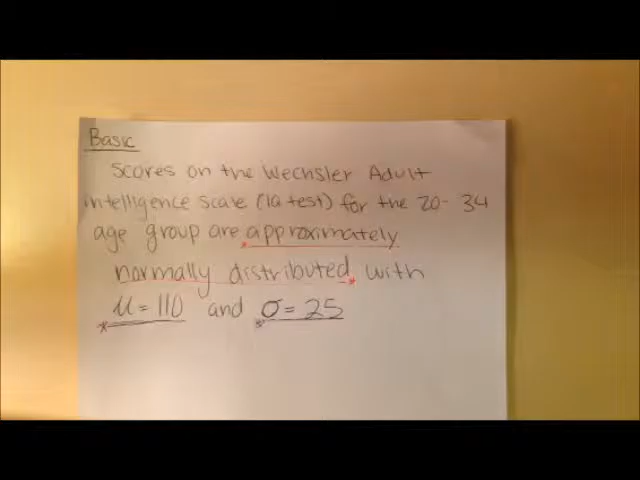 Basic
Scores on the Wechsler Adult
intelligence scale (IQ test) for the 20-34
age group are *approximately
normally distributed* with
*μ = 110 and *σ = 25